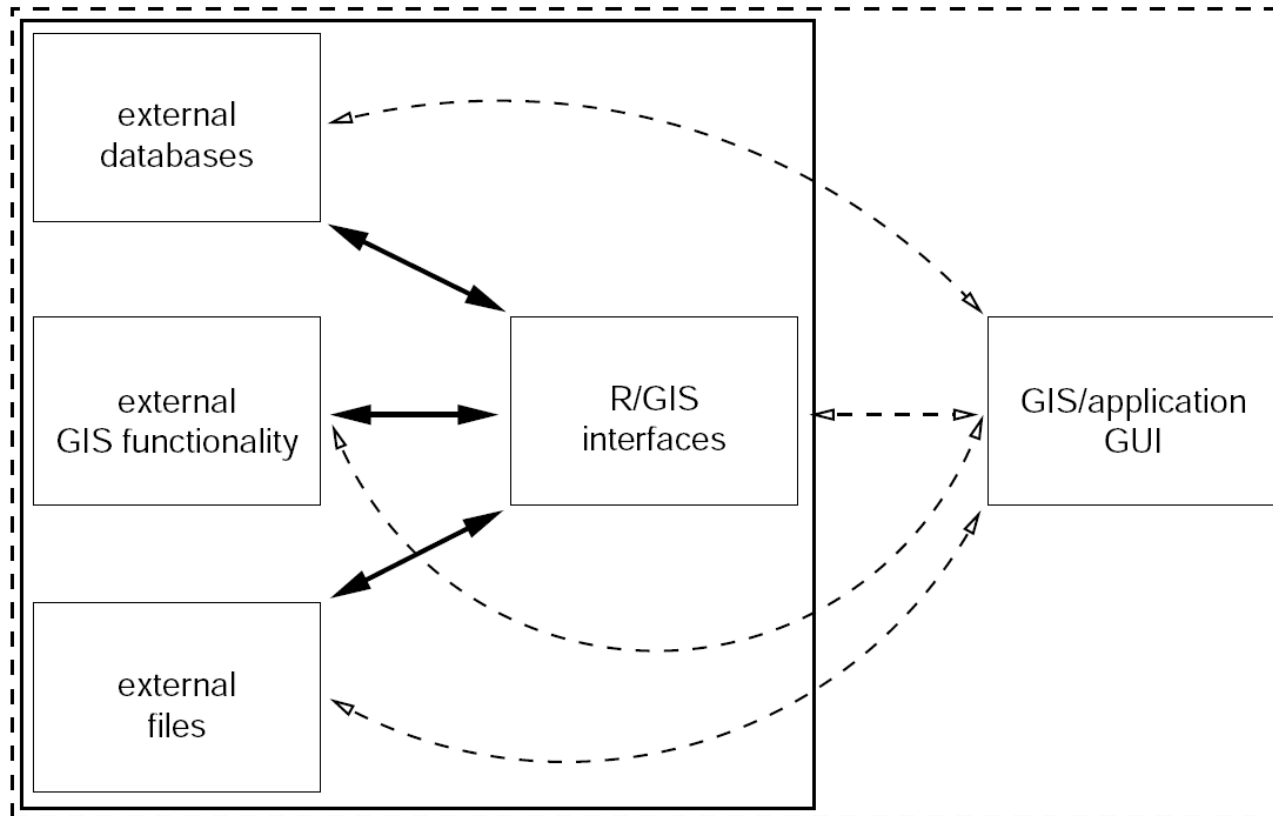 external
databases
external
GIS functionality
R/GIS
interfaces
GIS/application
GUI
external
files